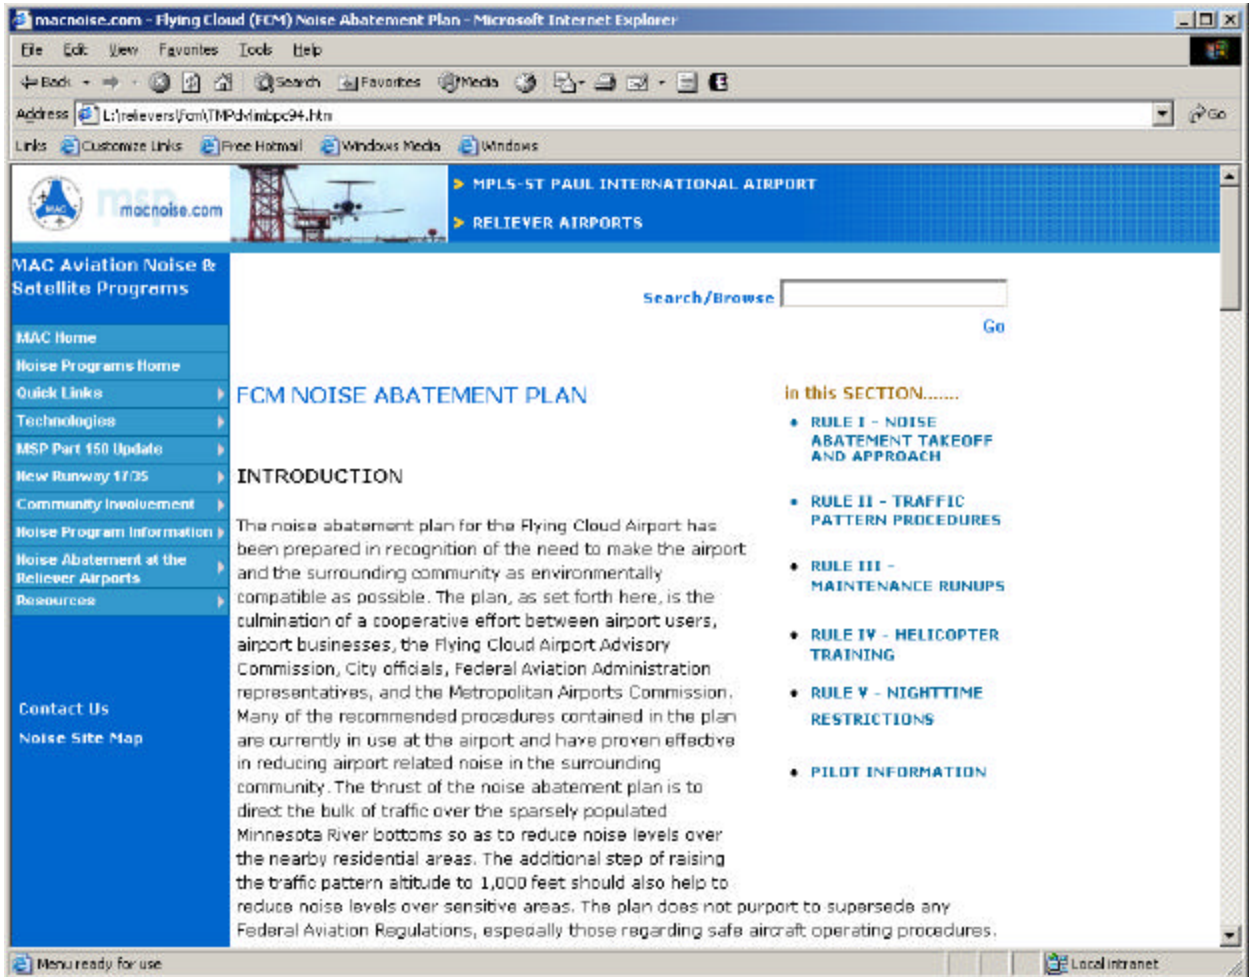 macnoise.com - Flying Cloud (FCM) Noise Abatement Plan - Microsoft Internet Explorer
File Edit View Favorites Tools Help
Back Search Favorites Media
Address L:\relievers\fcm\TMPdvlimbpc94.htm Go
Links Customize Links Free Hotmail Windows Media Windows
MAC msp macnoise.com
> MPLS-ST PAUL INTERNATIONAL AIRPORT
> RELIEVER AIRPORTS
MAC Aviation Noise &
Satellite Programs
MAC Home
Noise Programs Home
Quick Links
Technologies
MSP Part 150 Update
New Runway 17/35
Community Involvement
Noise Program Information
Noise Abatement at the
Reliever Airports
Resources
Contact Us
Noise Site Map
Search/Browse
Go
FCM NOISE ABATEMENT PLAN
INTRODUCTION
The noise abatement plan for the Flying Cloud Airport has
been prepared in recognition of the need to make the airport
and the surrounding community as environmentally
compatible as possible. The plan, as set forth here, is the
culmination of a cooperative effort between airport users,
airport businesses, the Flying Cloud Airport Advisory
Commission, City officials, Federal Aviation Administration
representatives, and the Metropolitan Airports Commission.
Many of the recommended procedures contained in the plan
are currently in use at the airport and have proven effective
in reducing airport related noise in the surrounding
community. The thrust of the noise abatement plan is to
direct the bulk of traffic over the sparsely populated
Minnesota River bottoms so as to reduce noise levels over
the nearby residential areas. The additional step of raising
the traffic pattern altitude to 1,000 feet should also help to
reduce noise levels over sensitive areas. The plan does not purport to supersede any
Federal Aviation Regulations, especially those regarding safe aircraft operating procedures.
in this SECTION.......
• RULE I - NOISE
ABATEMENT TAKEOFF
AND APPROACH
• RULE II - TRAFFIC
PATTERN PROCEDURES
• RULE III -
MAINTENANCE RUNUPS
• RULE IV - HELICOPTER
TRAINING
• RULE V - NIGHTTIME
RESTRICTIONS
• PILOT INFORMATION
Menu ready for use
Local intranet